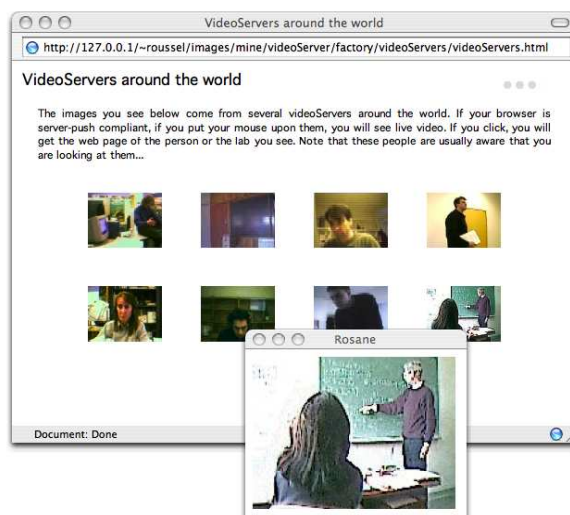 VideoServers around the world
http://127.0.0.1/~roussel/images/mine/videoServer/factory/videoServers/videoServers.html
VideoServers around the world
The images you see below come from several videoServers around the world. If your browser is
server-push compliant, if you put your mouse upon them, you will see live video. If you click, you will
get the web page of the person or the lab you see. Note that these people are usually aware that you
are looking at them...
Rosane
Document: Done